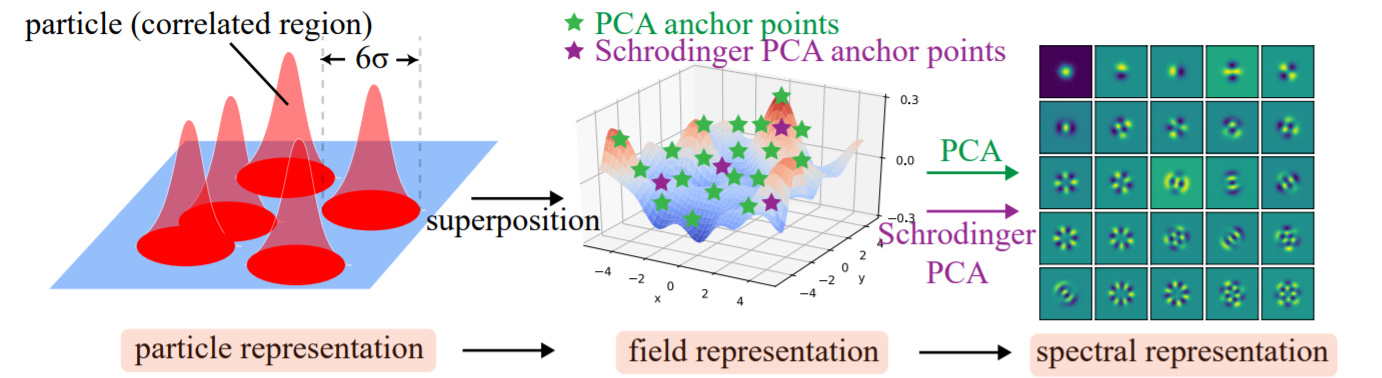 particle (correlated region)
6σ
superposition
PCA anchor points
Schrodinger PCA anchor points
0.3
0.0
−0.3
−4
−2
0
2
4
x
−4
−2
0
2
4
y
PCA
Schrodinger
PCA
particle representation
field representation
spectral representation